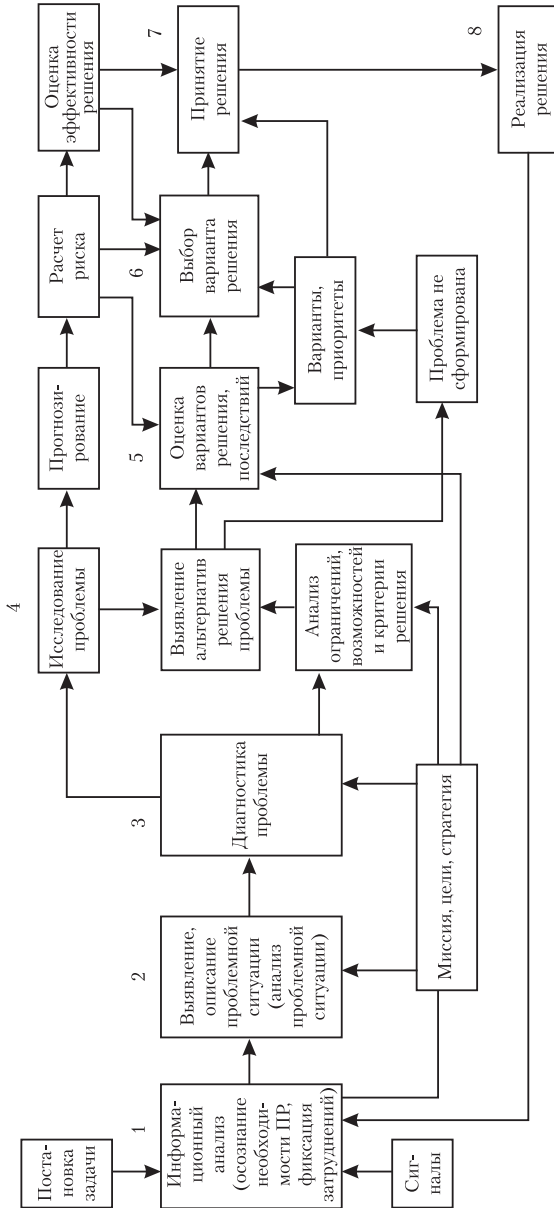 Поста-
новка
задачи
1
Информа-
ционный
анализ
(осознание
необходи-
мости ПР,
фиксация
затруднений)
Сиг-
налы
2
Выявление,
описание
проблемной
ситуации
(анализ
проблемной
ситуации)
3
Диагностика
проблемы
Миссия, цели, стратегия
4
Исследование
проблемы
Выявление
альтернатив
решения
проблемы
Анализ
ограничений,
возможностей
и критерии
решения
Прогнози-
рование
5
Оценка
вариантов
решения,
последствий
Расчет
риска
6
Выбор
варианта
решения
Варианты,
приоритеты
Проблема не
сформирована
Оценка
эффективности
решения
7
Принятие
решения
8
Реализация
решения